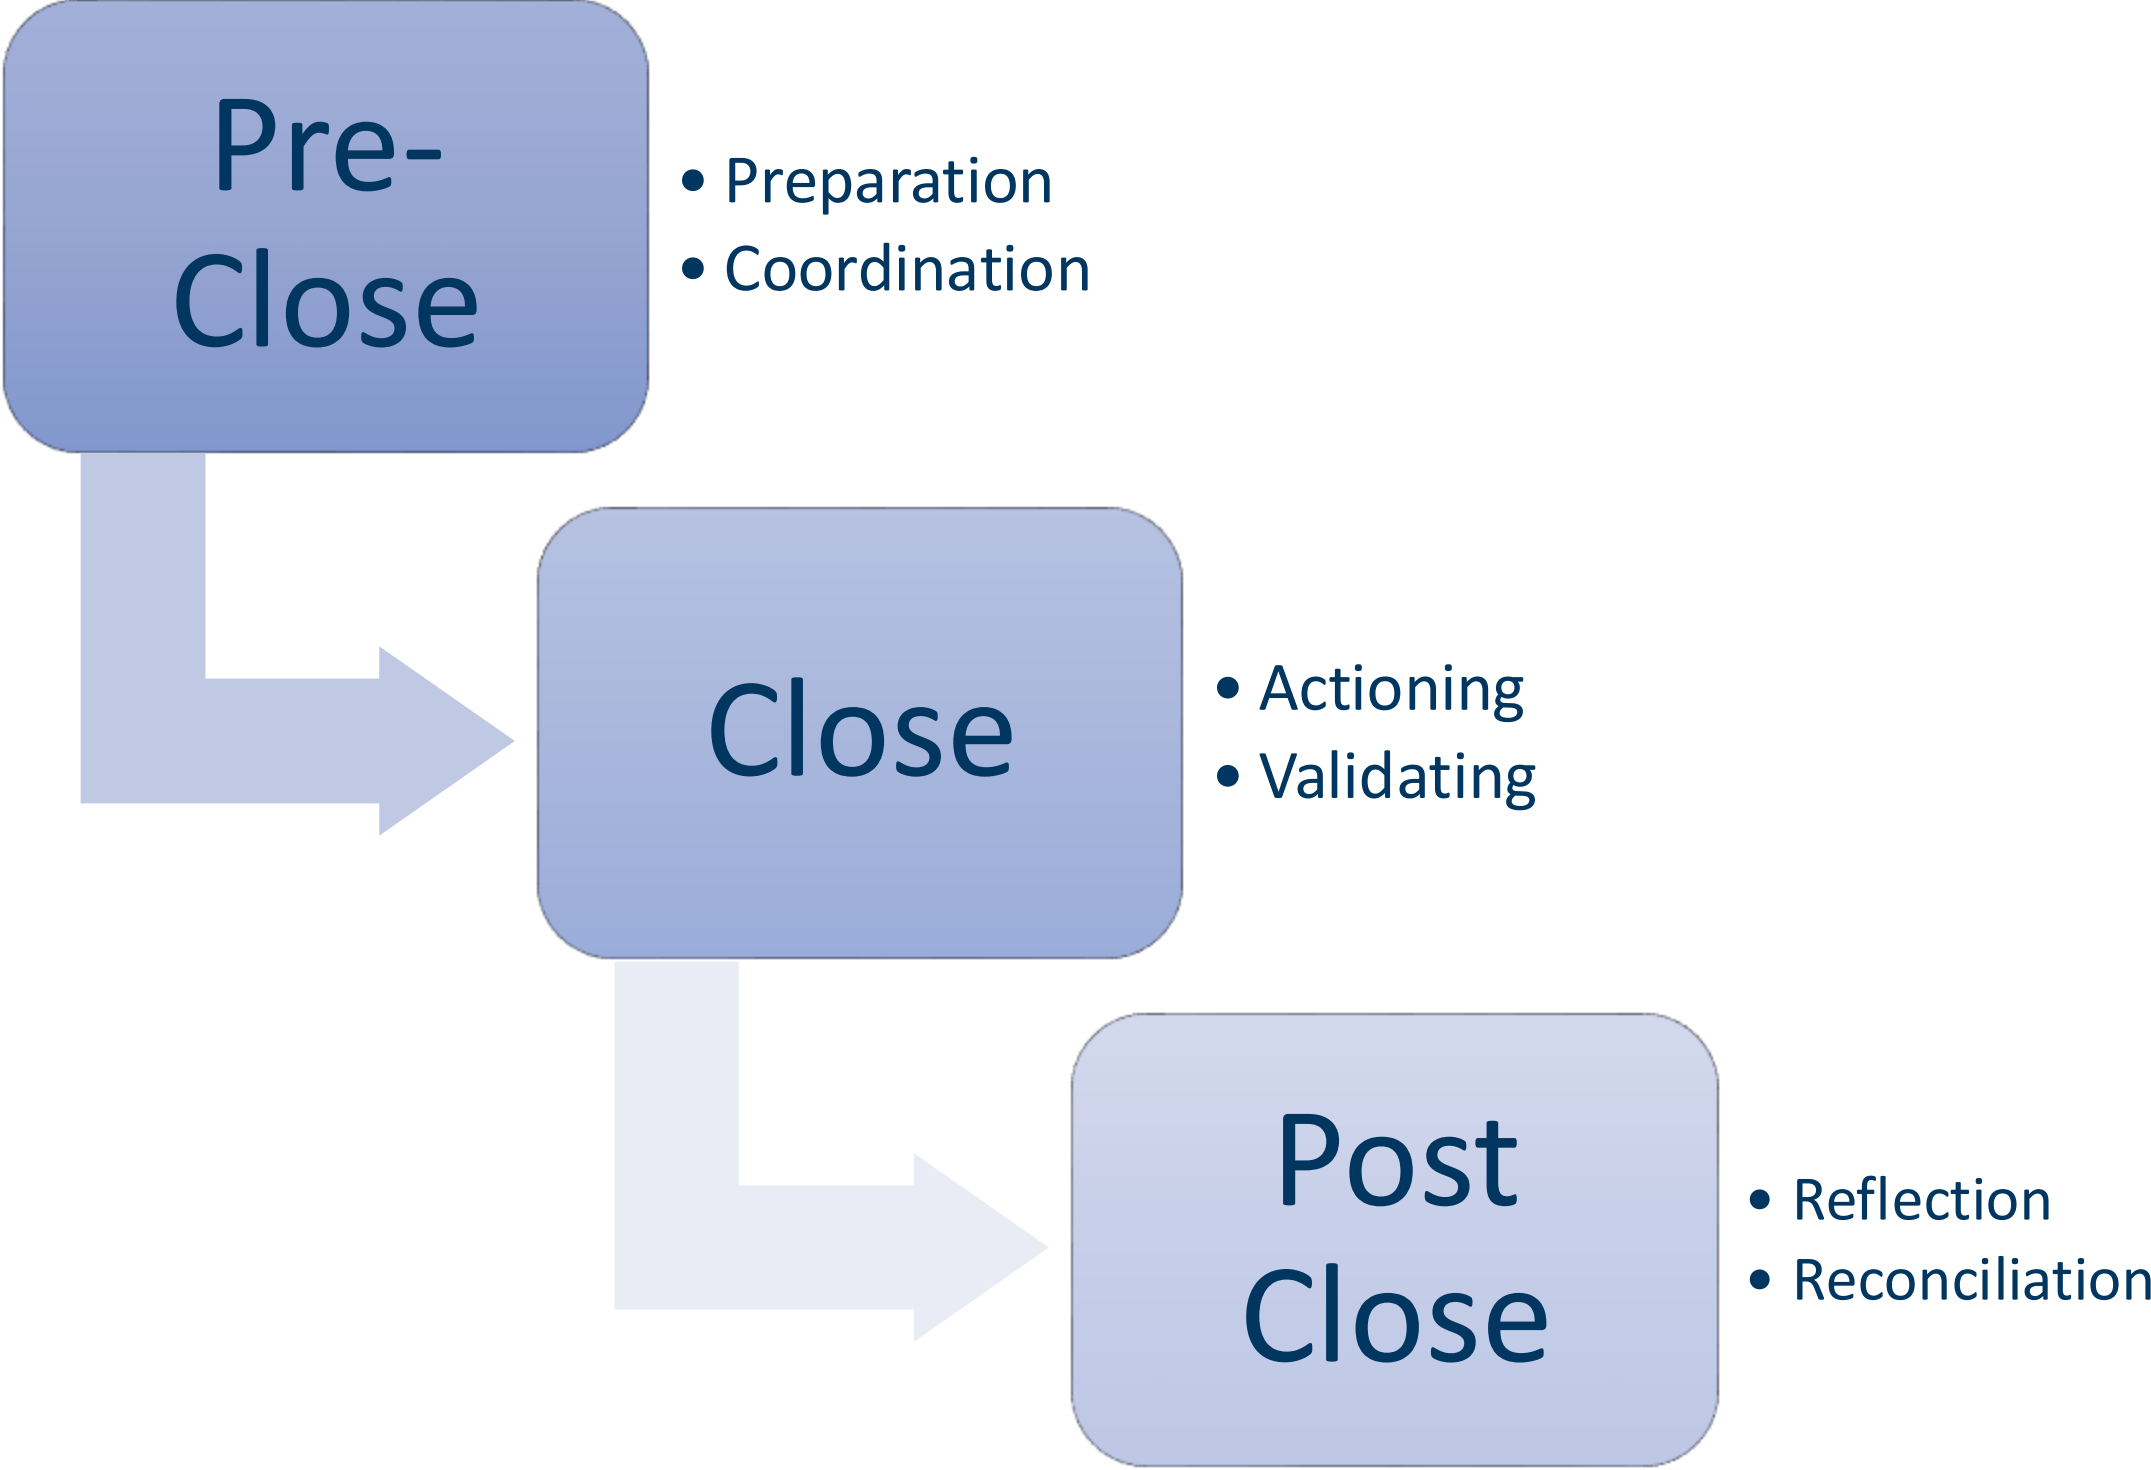 Pre-
Close
• Preparation
• Coordination
Close
• Actioning
• Validating
Post
Close
• Reflection
• Reconciliation